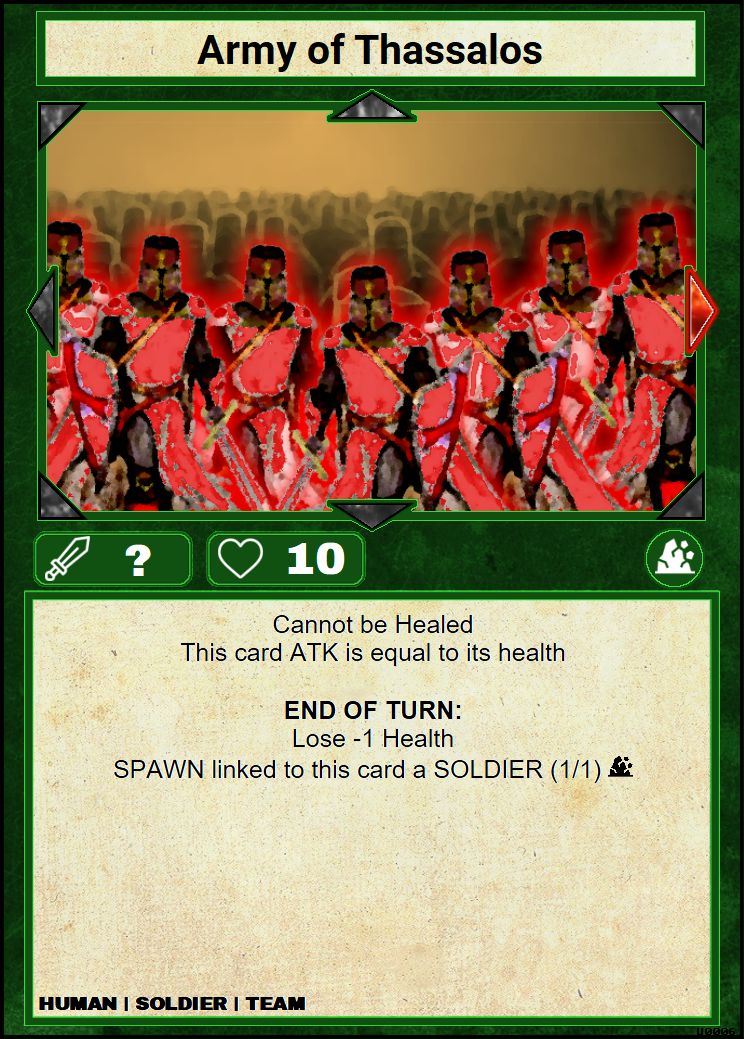 Army of Thassalos
? 10
Cannot be Healed
This card ATK is equal to its health
END OF TURN:
Lose -1 Health
SPAWN linked to this card a SOLDIER (1/1)
HUMAN | SOLDIER | TEAM
U0006